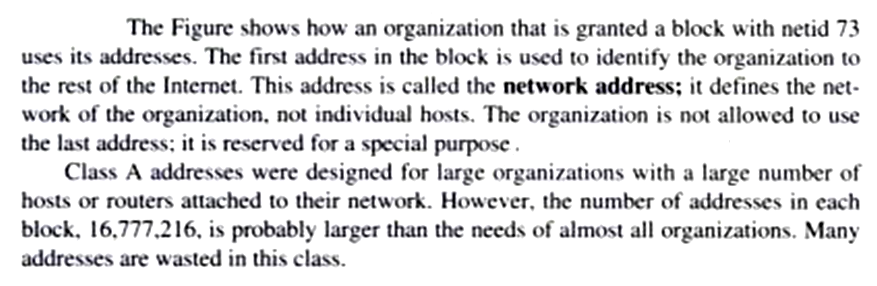 The Figure shows how an organization that is granted a block with netid 73
uses its addresses. The first address in the block is used to identify the organization to
the rest of the Internet. This address is called the network address; it defines the net-
work of the organization, not individual hosts. The organization is not allowed to use
the last address; it is reserved for a special purpose .
Class A addresses were designed for large organizations with a large number of
hosts or routers attached to their network. However, the number of addresses in each
block, 16,777,216, is probably larger than the needs of almost all organizations. Many
addresses are wasted in this class.